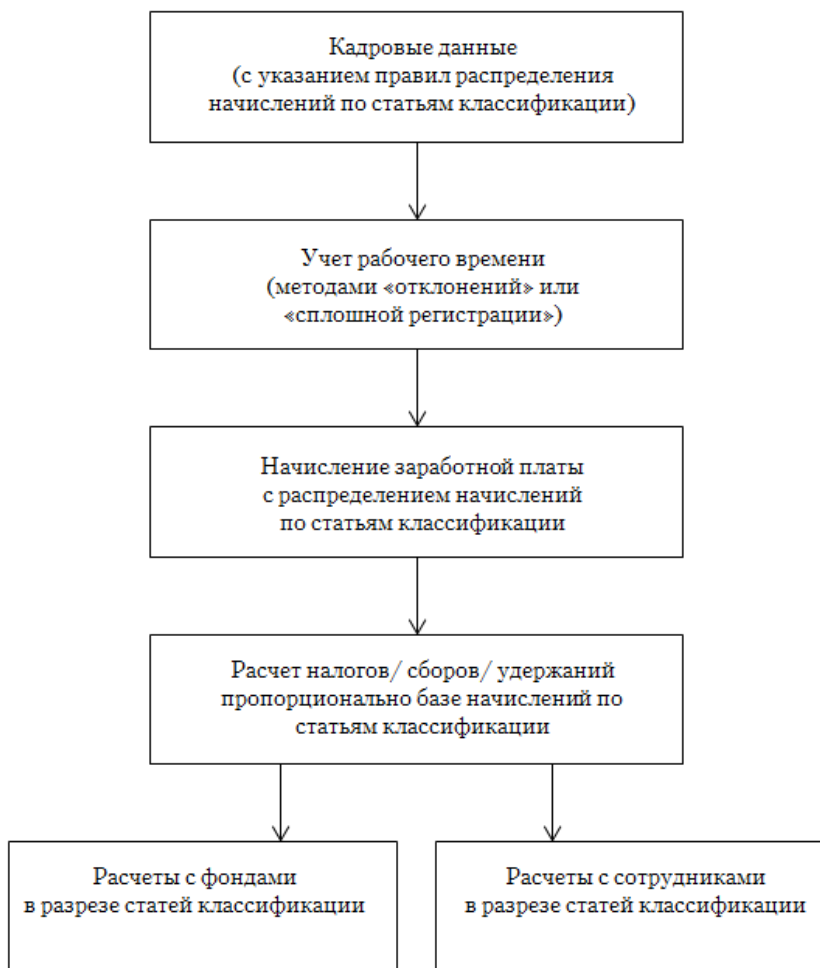 Кадровые данные
(с указанием правил распределения
начислений по статьям классификации)
Учет рабочего времени
(методами «отклонений» или
«сплошной регистрации»)
Начисление заработной платы
с распределением начислений
по статьям классификации
Расчет налогов/ сборов/ удержаний
пропорционально базе начислений по
статьям классификации
Расчеты с фондами
в разрезе статей классификации
Расчеты с сотрудниками
в разрезе статей классификации